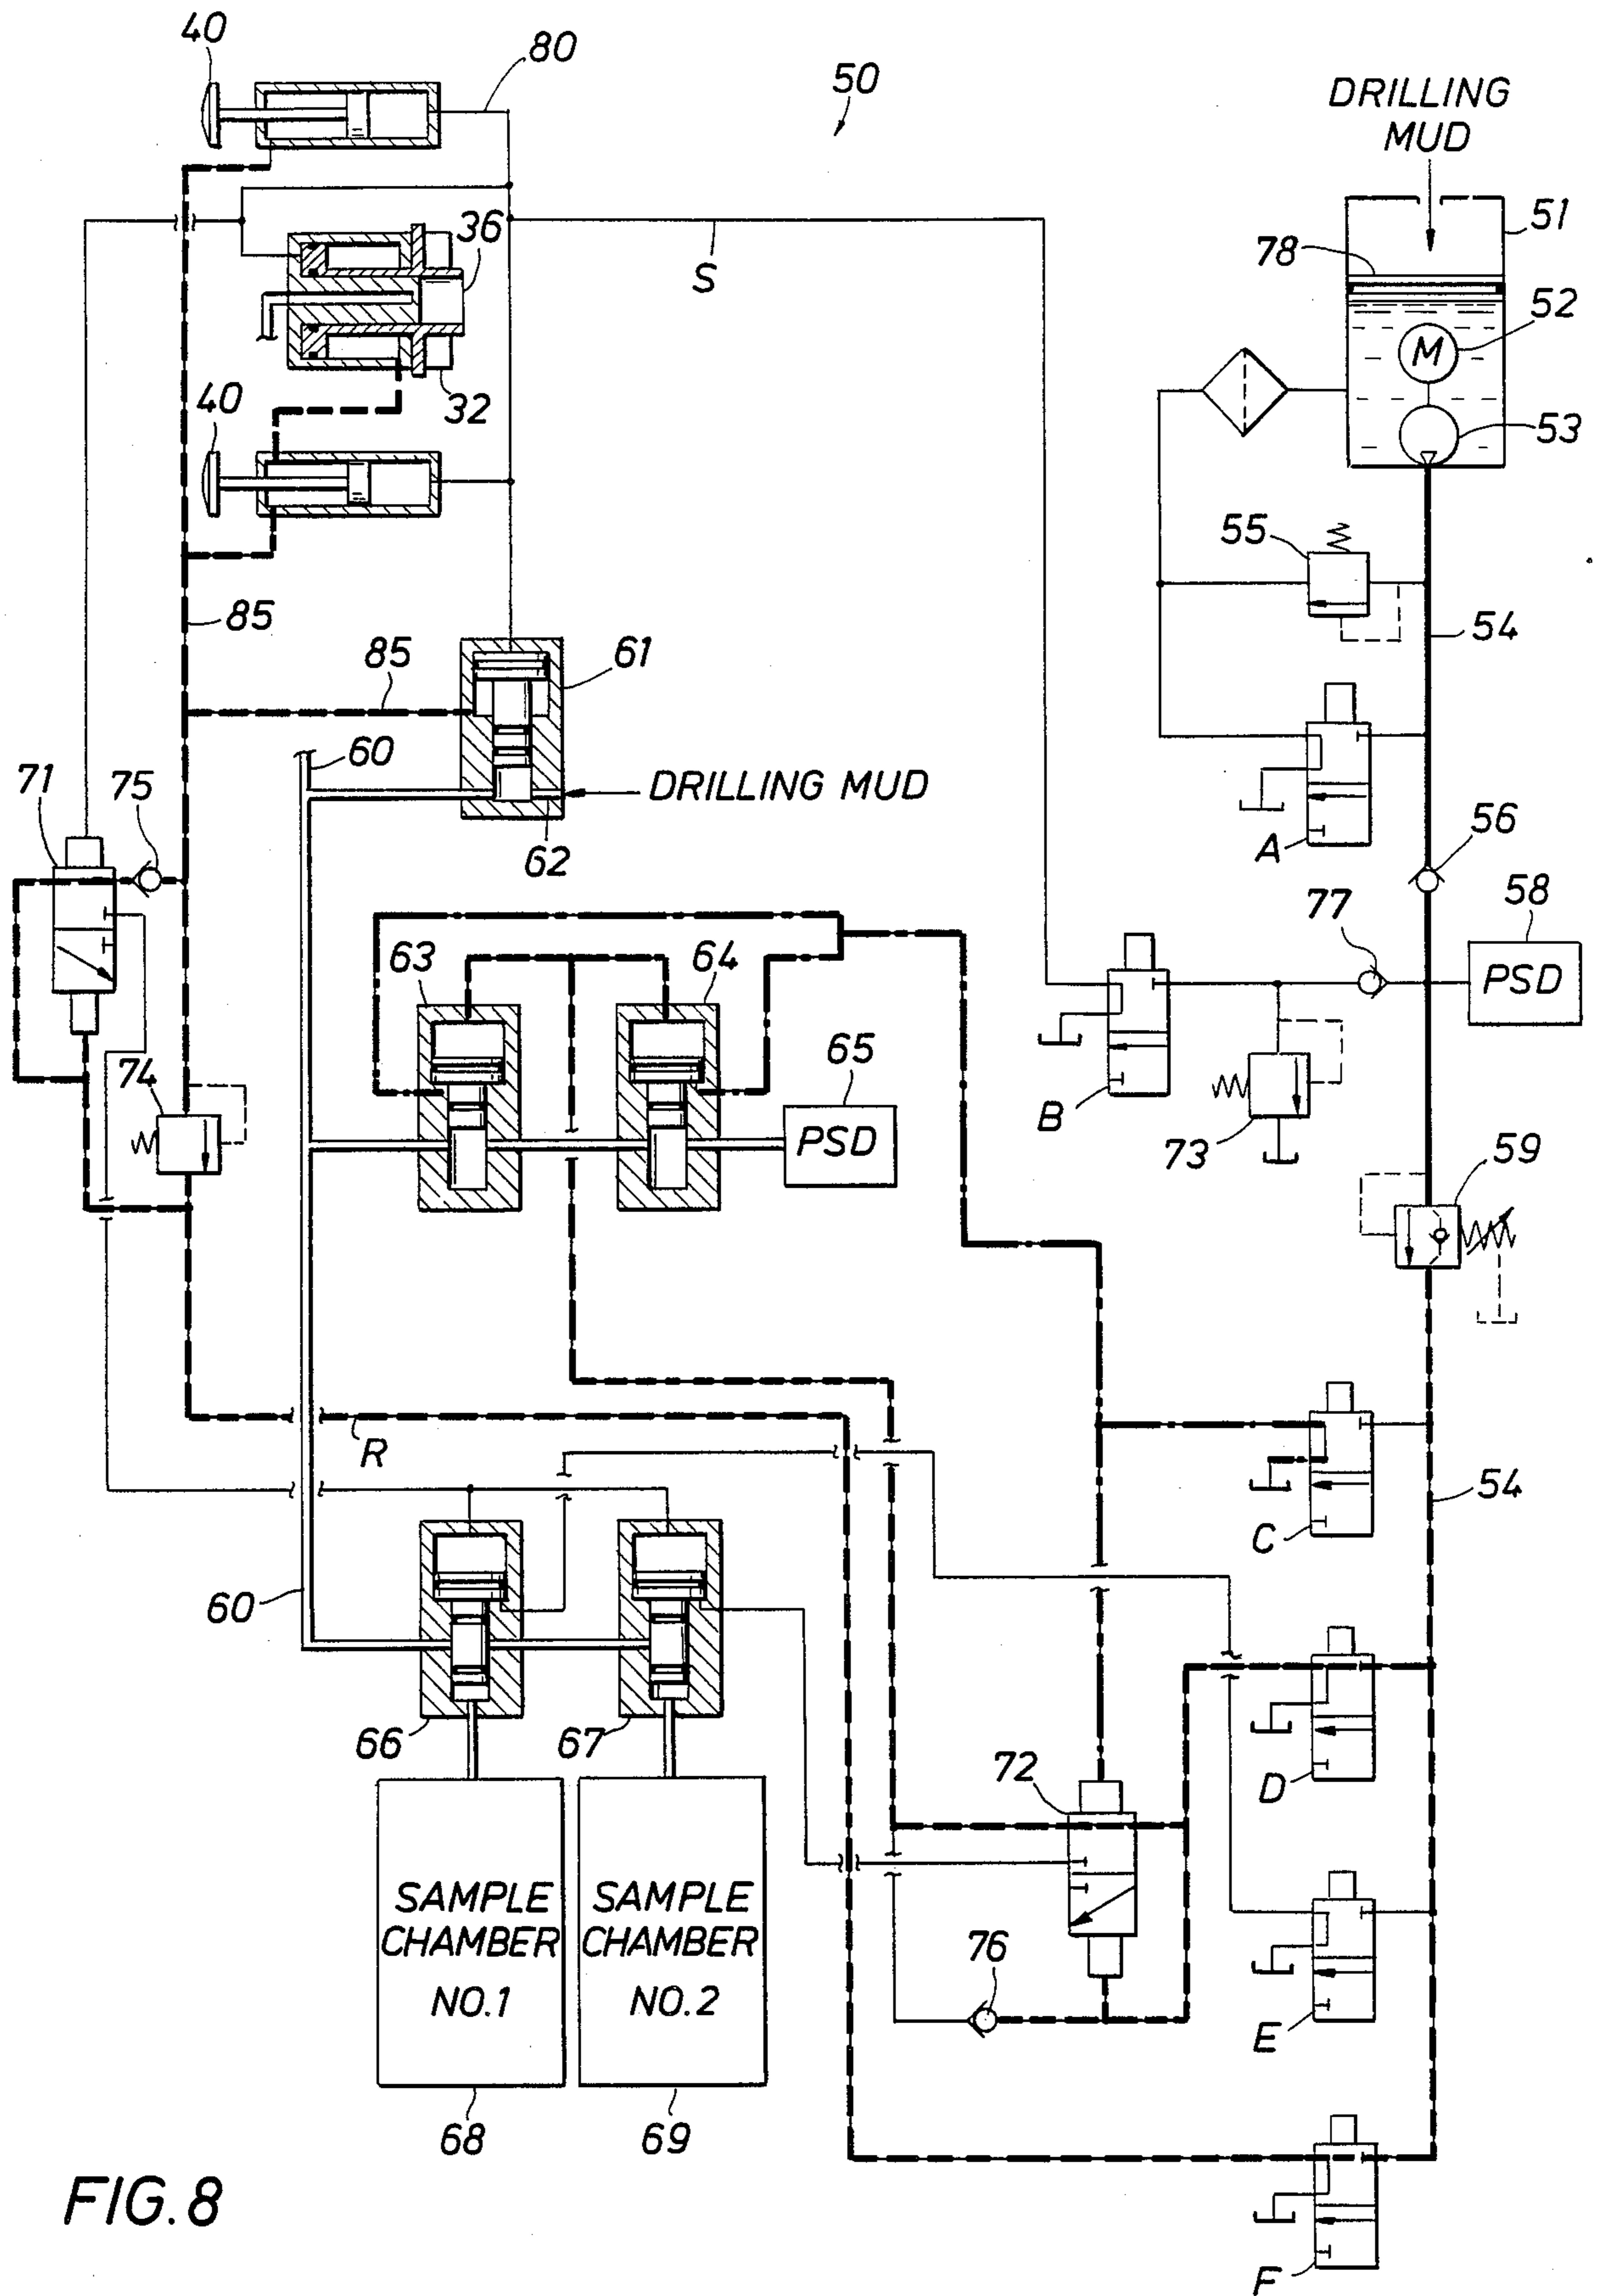 40
80
50
DRILLING
MUD
51
78
36
S
52
M
32
40
53
55
54
85
85
61
60
DRILLING MUD
62
71
75
A
56
77
58
PSD
63
64
74
65
PSD
B
73
59
R
C
54
60
66
67
D
72
SAMPLE
CHAMBER
NO.1
SAMPLE
CHAMBER
NO.2
76
E
68
69
FIG.8
F